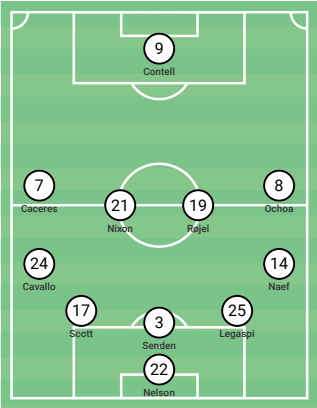 9
Contell
7
Caceres
8
Ochoa
21
Nixon
19
Røjel
24
Cavallo
14
Naef
17
Scott
25
Legaspi
3
Senden
22
Nelson